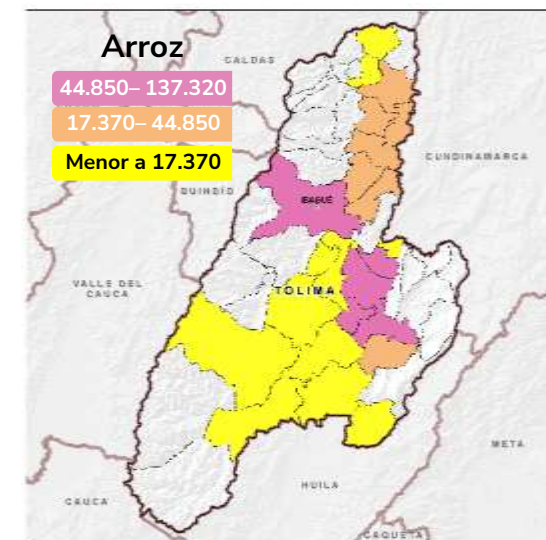 Arroz
44.850– 137.320
17.370– 44.850
Menor a 17.370
CALDAS
CUNDINAMARCA
QUINDÍO
IBAGUÉ
VALLE DEL
CAUCA
TOLIMA
META
HUILA
CAUCA
CAQUETA